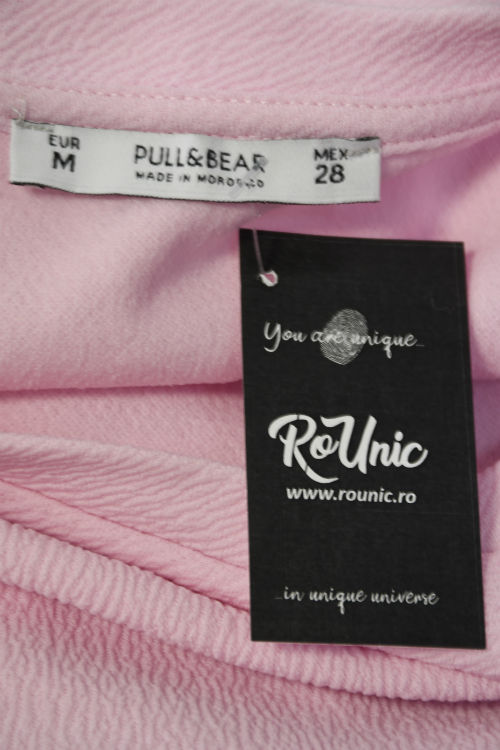 EUR
M
PULL&BEAR
MADE IN MOROCCO
MEX
28
You are unique...
RoUnic
www.rounic.ro
...in unique universe